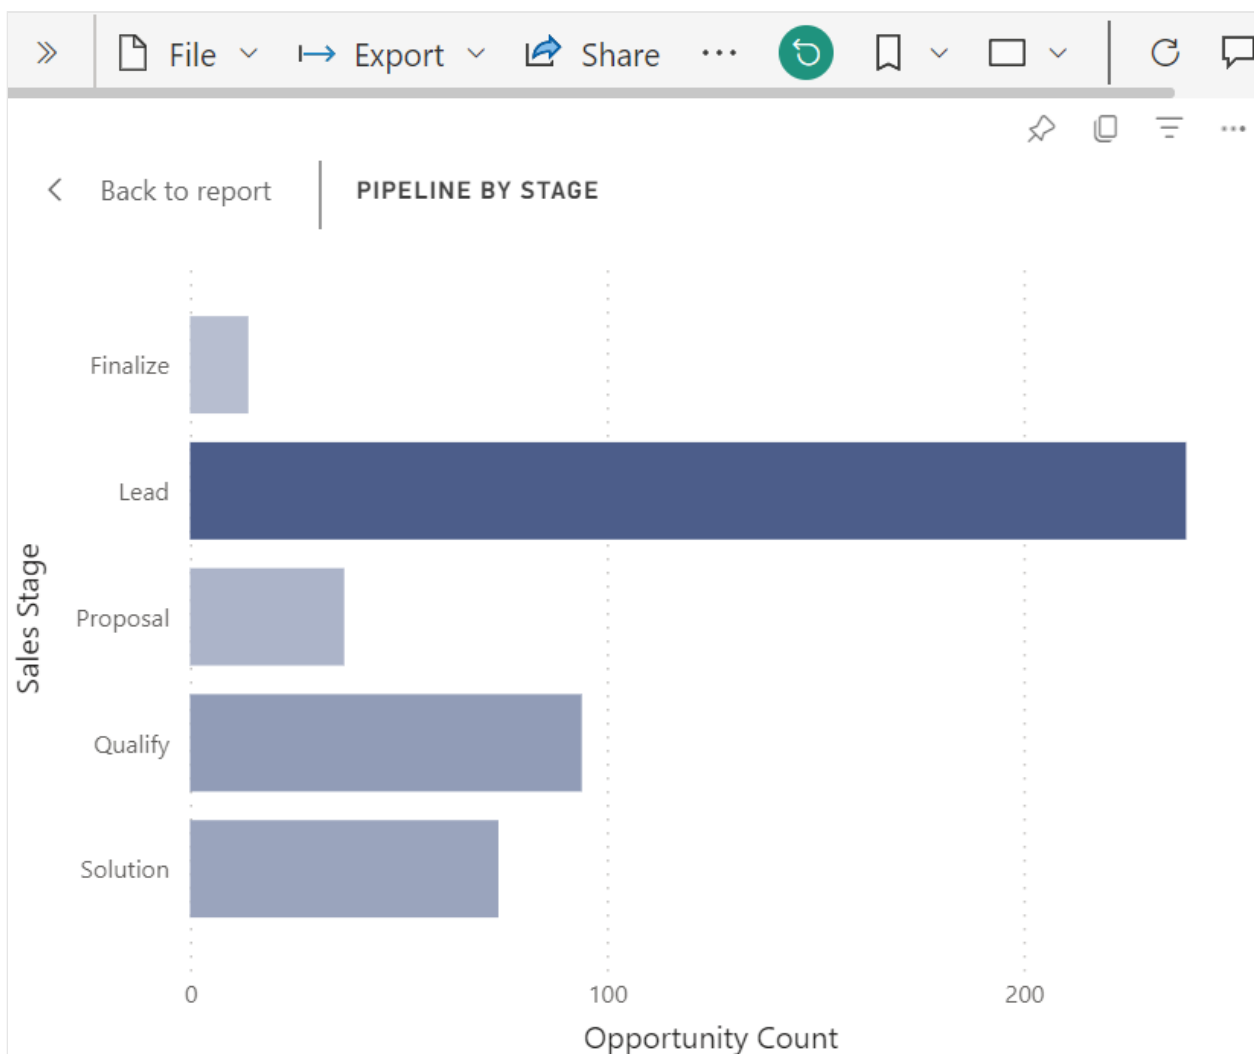 File Export Share
Back to report PIPELINE BY STAGE
Sales Stage
Finalize
Lead
Proposal
Qualify
Solution
0 100 200
Opportunity Count